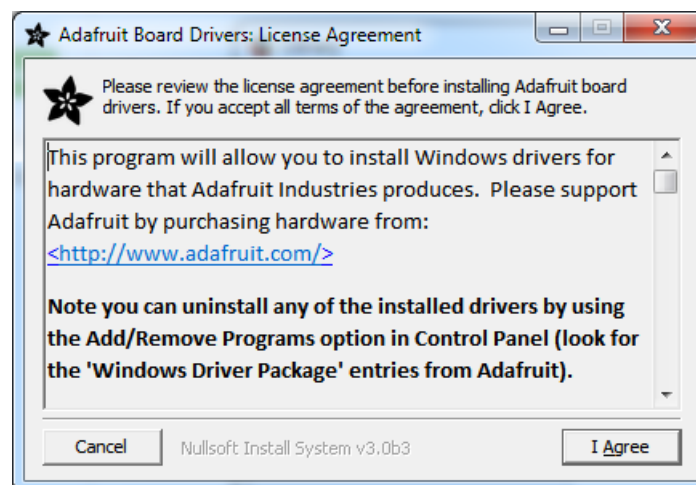 Adafruit Board Drivers: License Agreement
Please review the license agreement before installing Adafruit board
drivers. If you accept all terms of the agreement, click I Agree.
This program will allow you to install Windows drivers for
hardware that Adafruit Industries produces.  Please support
Adafruit by purchasing hardware from:
<http://www.adafruit.com/>
Note you can uninstall any of the installed drivers by using
the Add/Remove Programs option in Control Panel (look for
the 'Windows Driver Package' entries from Adafruit).
Cancel
Nullsoft Install System v3.0b3
I Agree